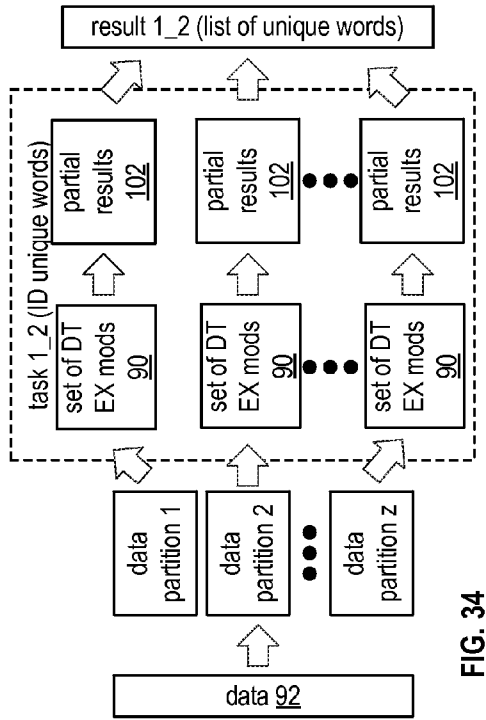 task 1_2 (ID unique words)
data 92
data
partition 1
data
partition 2
data
partition z
set of DT
EX mods
90
set of DT
EX mods
90
set of DT
EX mods
90
partial
results
102
partial
results
102
partial
results
102
result 1_2 (list of unique words)
FIG. 34